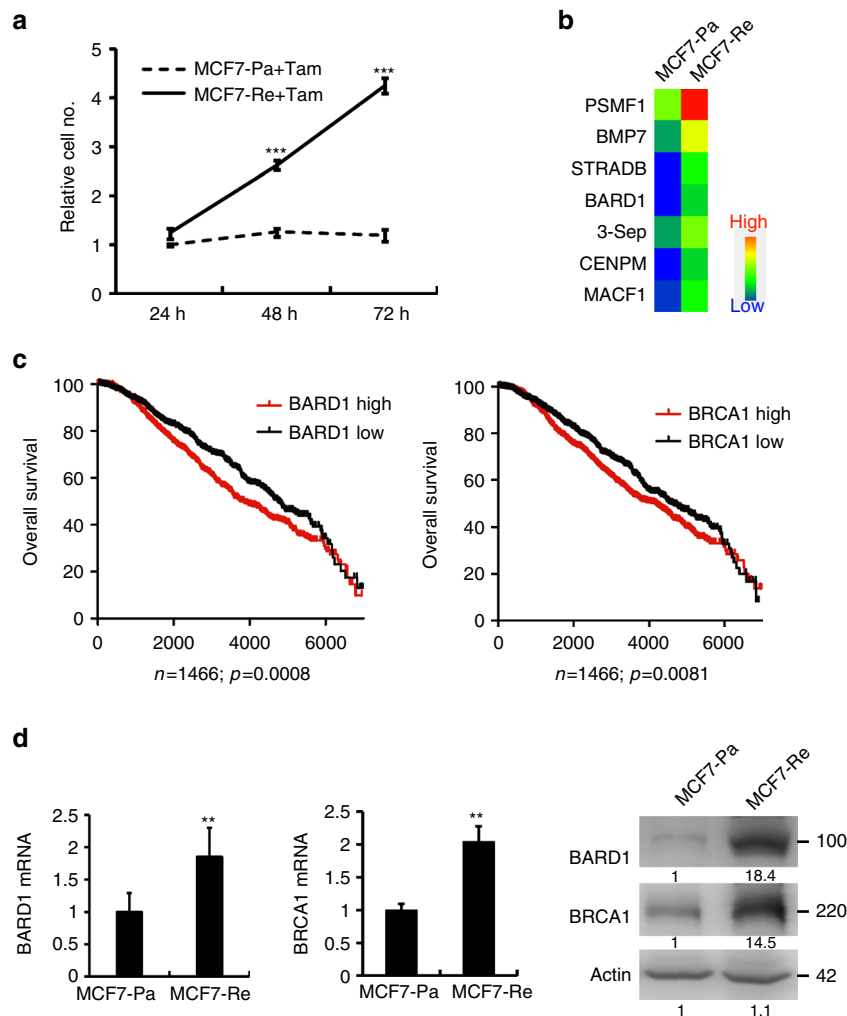 a
5
4
3
2
1
0
Relative cell no.
MCF7-Pa+Tam
MCF7-Re+Tam
***
***
24 h 48 h 72 h
b
MCF7-Pa
MCF7-Re
PSMF1
BMP7
STRADB
BARD1
3-Sep
CENPM
MACF1
High
Low
c
100
80
60
40
20
0
Overall survival
BARD1 high
BARD1 low
0 2000 4000 6000
n=1466; p=0.0008
100
80
60
40
20
0
Overall survival
BRCA1 high
BRCA1 low
0 2000 4000 6000
n=1466; p=0.0081
d
2.5
2
1.5
1
0.5
0
BARD1 mRNA
**
MCF7-Pa MCF7-Re
2.5
2
1.5
1
0.5
0
BRCA1 mRNA
**
MCF7-Pa MCF7-Re
MCF7-Pa
MCF7-Re
BARD1 100
1 18.4
BRCA1 220
1 14.5
Actin 42
1 1.1